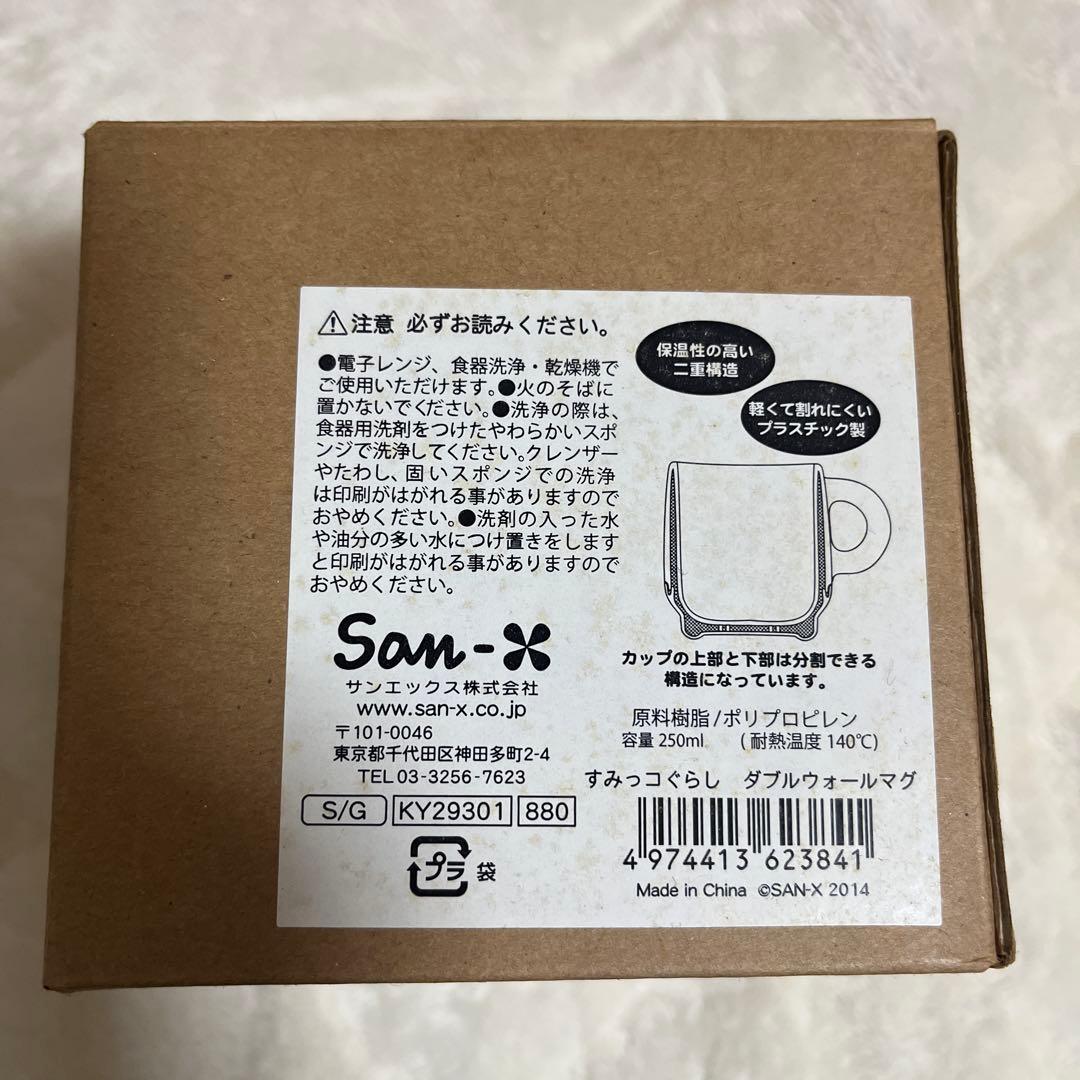 ⚠注意 必ずお読みください。
●電子レンジ、食器洗浄・乾燥機で
ご使用いただけます。●火のそばに
置かないでください。●洗浄の際は、
食器用洗剤をつけたやわらかいスポ
ンジで洗浄してください。クレンザー
やたわし、固いスポンジでの洗浄
は印刷がはがれる事がありますので
おやめください。●洗剤の入った水
や油分の多い水につけ置きをします
と印刷がはがれる事がありますので
おやめください。
San-X
サンエックス株式会社
www.san-x.co.jp
〒101-0046
東京都千代田区神田多町2-4
TEL 03-3256-7623
S/G KY29301 880
プラ 袋
保温性の高い
二重構造
軽くて割れにくい
プラスチック製
カップの上部と下部は分割できる
構造になっています。
原料樹脂/ポリプロピレン
容量 250ml (耐熱温度 140℃)
すみっコぐらし ダブルウォールマグ
4 974413 623841
Made in China ©SAN-X 2014